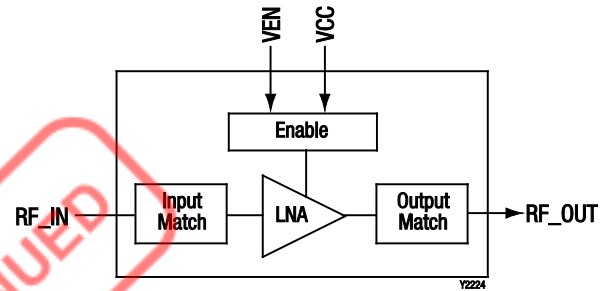 VEN
VCC
Enable
RF_IN
Input
Match
LNA
Output
Match
RF_OUT
Y2224